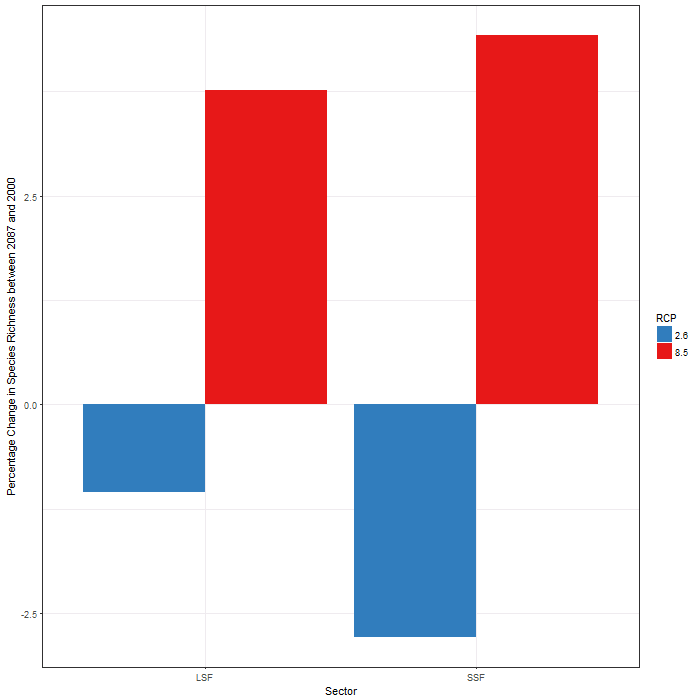 Percentage Change in Species Richness between 2087 and 2000
2.5
0.0
-2.5
LSF
SSF
Sector
RCP
2.6
8.5